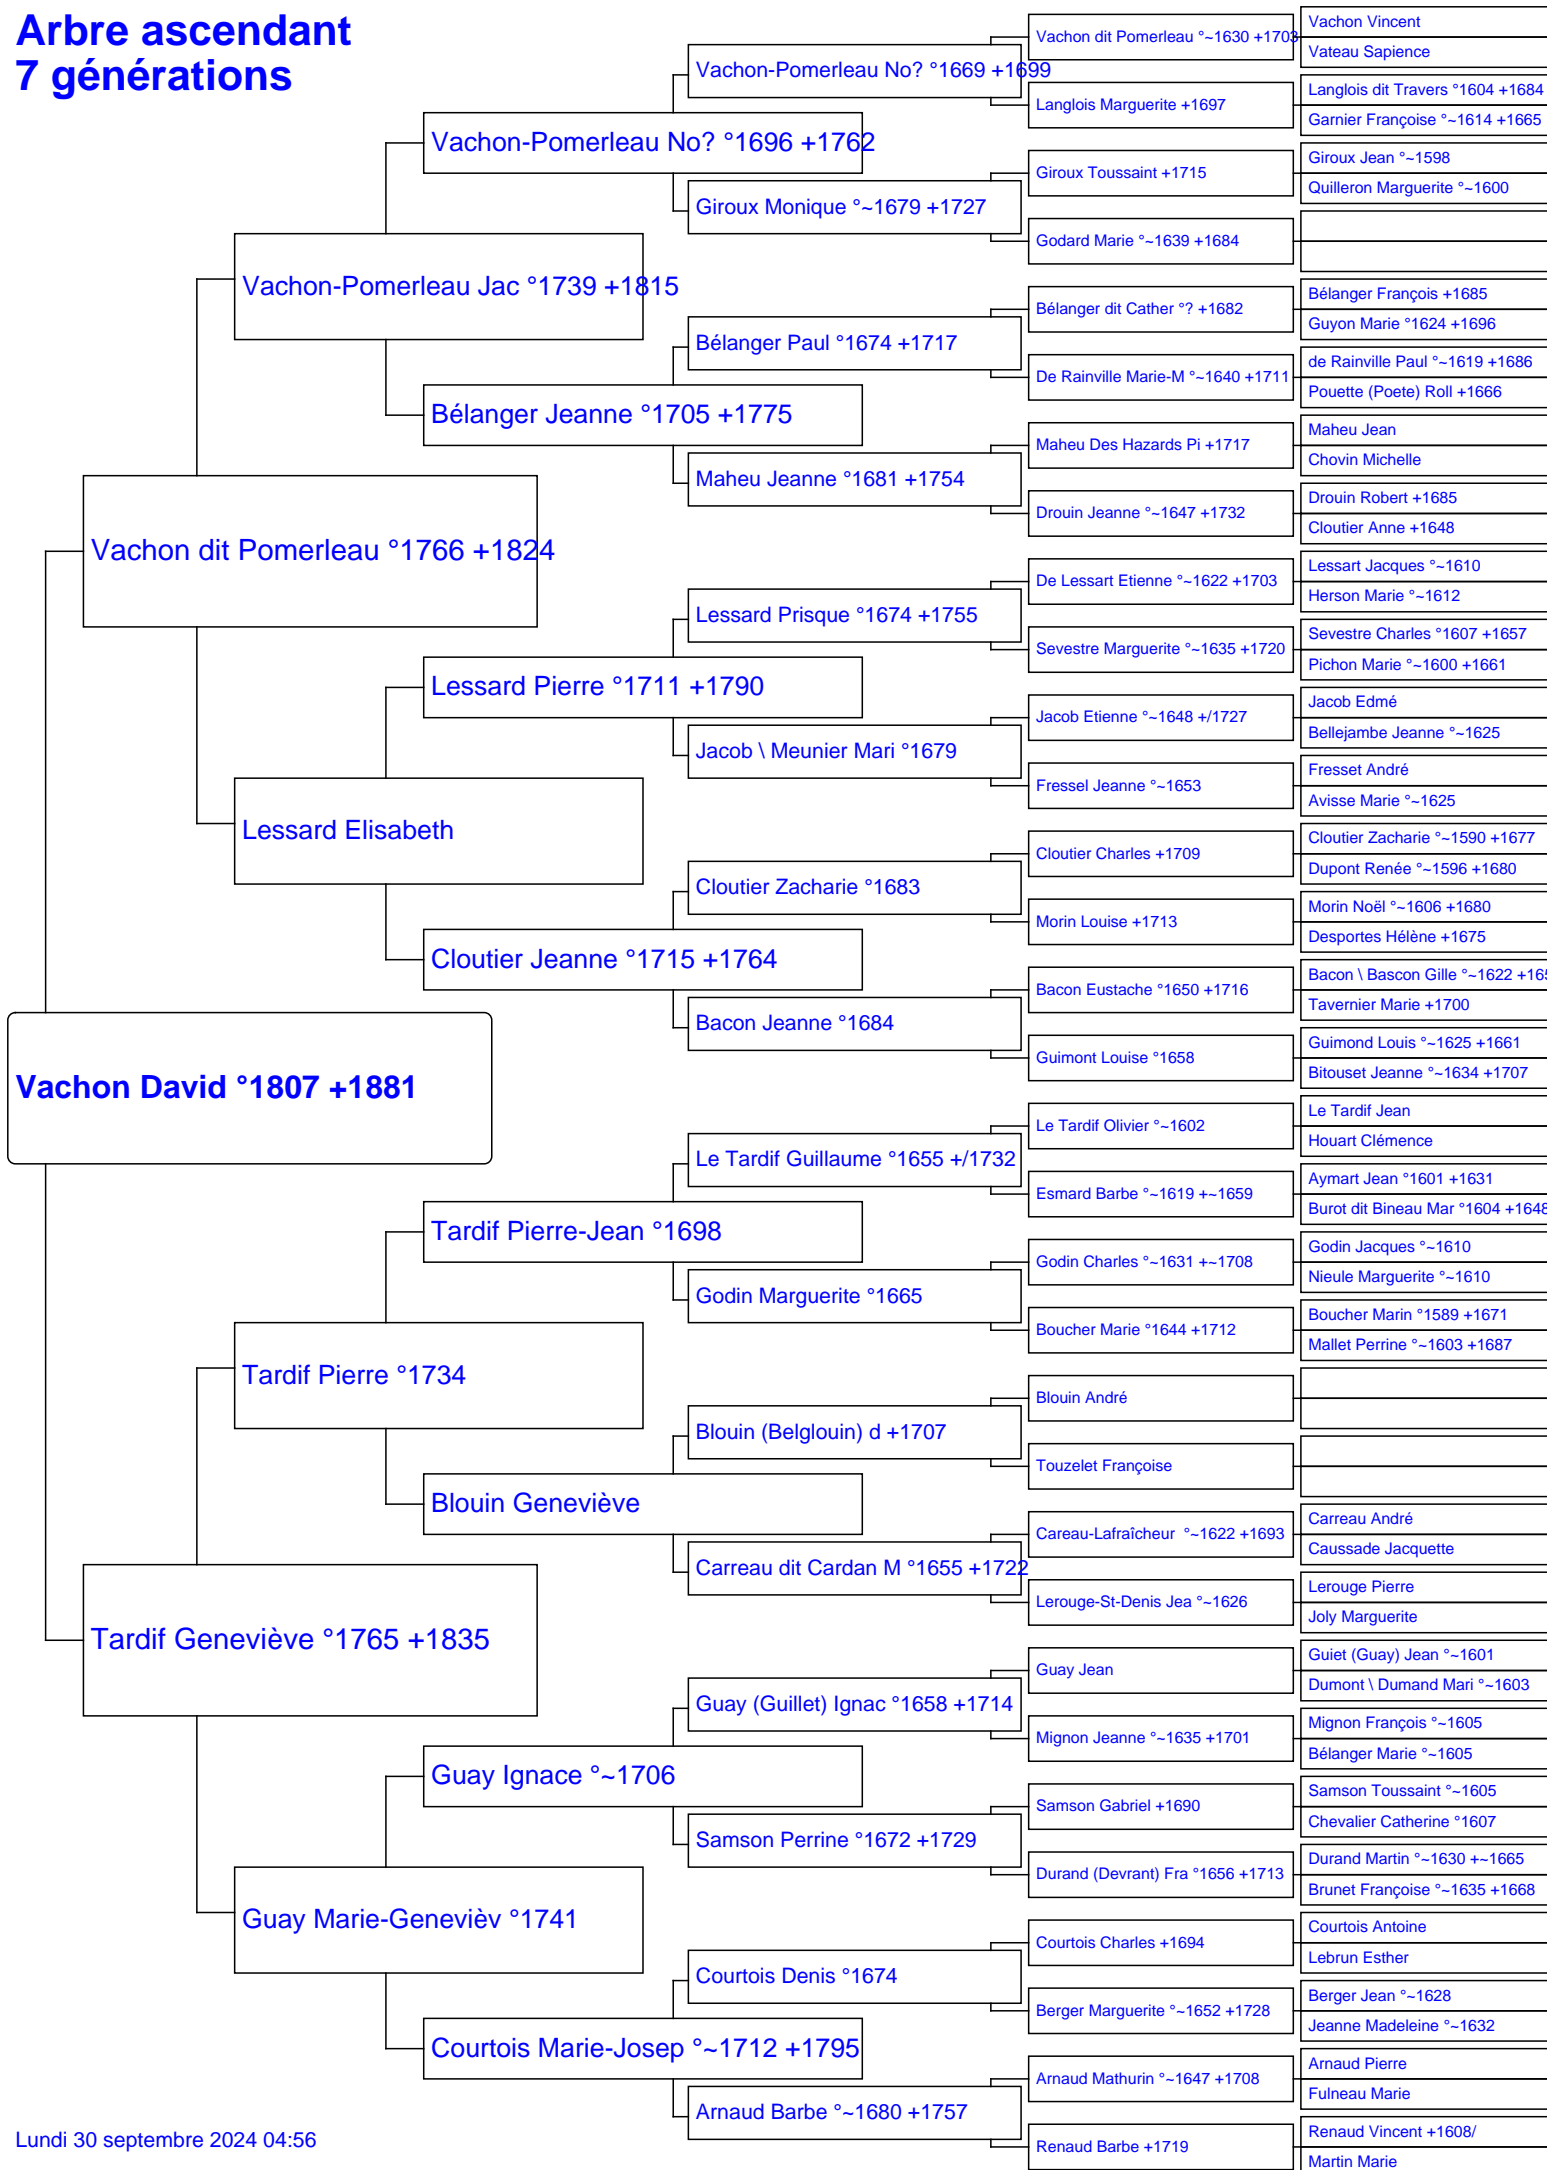 Arbre ascendant
7 générations
Vachon David °1807 +1881
Vachon dit Pomerleau °1766 +1824
Tardif Geneviève °1765 +1835
Vachon-Pomerleau Jac °1739 +1815
Lessard Elisabeth
Tardif Pierre °1734
Guay Marie-Genevièv °1741
Vachon-Pomerleau No? °1696 +1762
Bélanger Jeanne °1705 +1775
Lessard Pierre °1711 +1790
Cloutier Jeanne °1715 +1764
Tardif Pierre-Jean °1698
Blouin Geneviève
Guay Ignace °~1706
Courtois Marie-Josep °~1712 +1795
Vachon-Pomerleau No? °1669 +1699
Giroux Monique °~1679 +1727
Bélanger Paul °1674 +1717
Maheu Jeanne °1681 +1754
Lessard Prisque °1674 +1755
Jacob \ Meunier Mari °1679
Cloutier Zacharie °1683
Bacon Jeanne °1684
Le Tardif Guillaume °1655 +/1732
Godin Marguerite °1665
Blouin (Belglouin) d +1707
Carreau dit Cardan M °1655 +1722
Guay (Guillet) Ignac °1658 +1714
Samson Perrine °1672 +1729
Courtois Denis °1674
Arnaud Barbe °~1680 +1757
Vachon dit Pomerleau °~1630 +1703
Langlois Marguerite +1697
Giroux Toussaint +1715
Godard Marie °~1639 +1684
Bélanger dit Cather °? +1682
De Rainville Marie-M °~1640 +1711
Maheu Des Hazards Pi +1717
Drouin Jeanne °~1647 +1732
De Lessart Etienne °~1622 +1703
Sevestre Marguerite °~1635 +1720
Jacob Etienne °~1648 +/1727
Fressel Jeanne °~1653
Cloutier Charles +1709
Morin Louise +1713
Bacon Eustache °1650 +1716
Guimont Louise °1658
Le Tardif Olivier °~1602
Esmard Barbe °~1619 +~1659
Godin Charles °~1631 +~1708
Boucher Marie °1644 +1712
Blouin André
Touzelet Françoise
Careau-Lafraîcheur °~1622 +1693
Lerouge-St-Denis Jea °~1626
Guay Jean
Mignon Jeanne °~1635 +1701
Samson Gabriel +1690
Durand (Devrant) Fra °1656 +1713
Courtois Charles +1694
Berger Marguerite °~1652 +1728
Arnaud Mathurin °~1647 +1708
Renaud Barbe +1719
Vachon Vincent
Vateau Sapience
Langlois dit Travers °1604 +1684
Garnier Françoise °~1614 +1665
Giroux Jean °~1598
Quilleron Marguerite °~1600
Bélanger François +1685
Guyon Marie °1624 +1696
de Rainville Paul °~1619 +1686
Pouette (Poete) Roll +1666
Maheu Jean
Chovin Michelle
Drouin Robert +1685
Cloutier Anne +1648
Lessart Jacques °~1610
Herson Marie °~1612
Sevestre Charles °1607 +1657
Pichon Marie °~1600 +1661
Jacob Edmé
Bellejambe Jeanne °~1625
Fresset André
Avisse Marie °~1625
Cloutier Zacharie °~1590 +1677
Dupont Renée °~1596 +1680
Morin Noël °~1606 +1680
Desportes Hélène +1675
Bacon \ Bascon Gille °~1622
Tavernier Marie +1700
Guimond Louis °~1625 +1661
Bitouset Jeanne °~1634 +1707
Le Tardif Jean
Houart Clémence
Aymart Jean °1601 +1631
Burot dit Bineau Mar °1604 +1648
Godin Jacques °~1610
Nieule Marguerite °~1610
Boucher Marin °1589 +1671
Mallet Perrine °~1603 +1687
Carreau André
Caussade Jacquette
Lerouge Pierre
Joly Marguerite
Guiet (Guay) Jean °~1601
Dumont \ Dumand Mari °~1603
Mignon François °~1605
Bélanger Marie °~1605
Samson Toussaint °~1605
Chevalier Catherine °1607
Durand Martin °~1630 +~1665
Brunet Françoise °~1635 +1668
Courtois Antoine
Lebrun Esther
Berger Jean °~1628
Jeanne Madeleine °~1632
Arnaud Pierre
Fulneau Marie
Renaud Vincent +1608/
Martin Marie
Lundi 30 septembre 2024 04:56